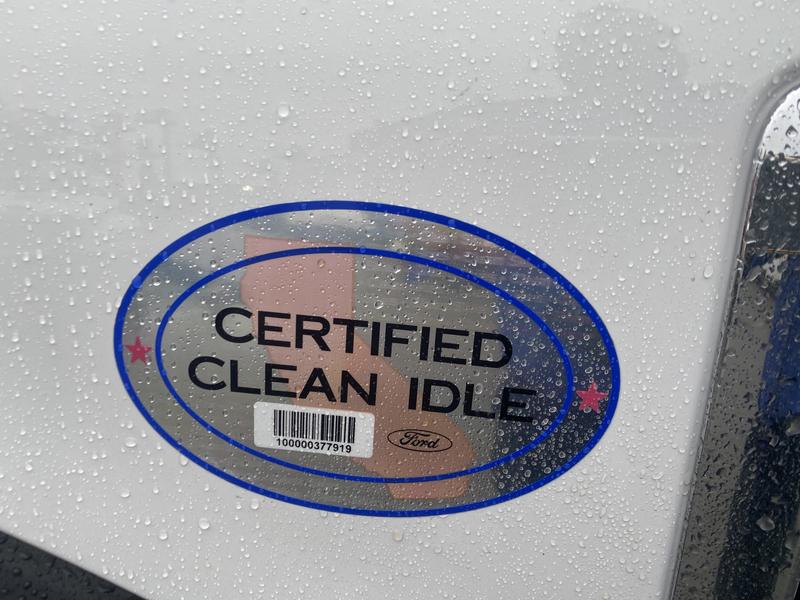 CERTIFIED
CLEAN IDLE
100000377919
Ford